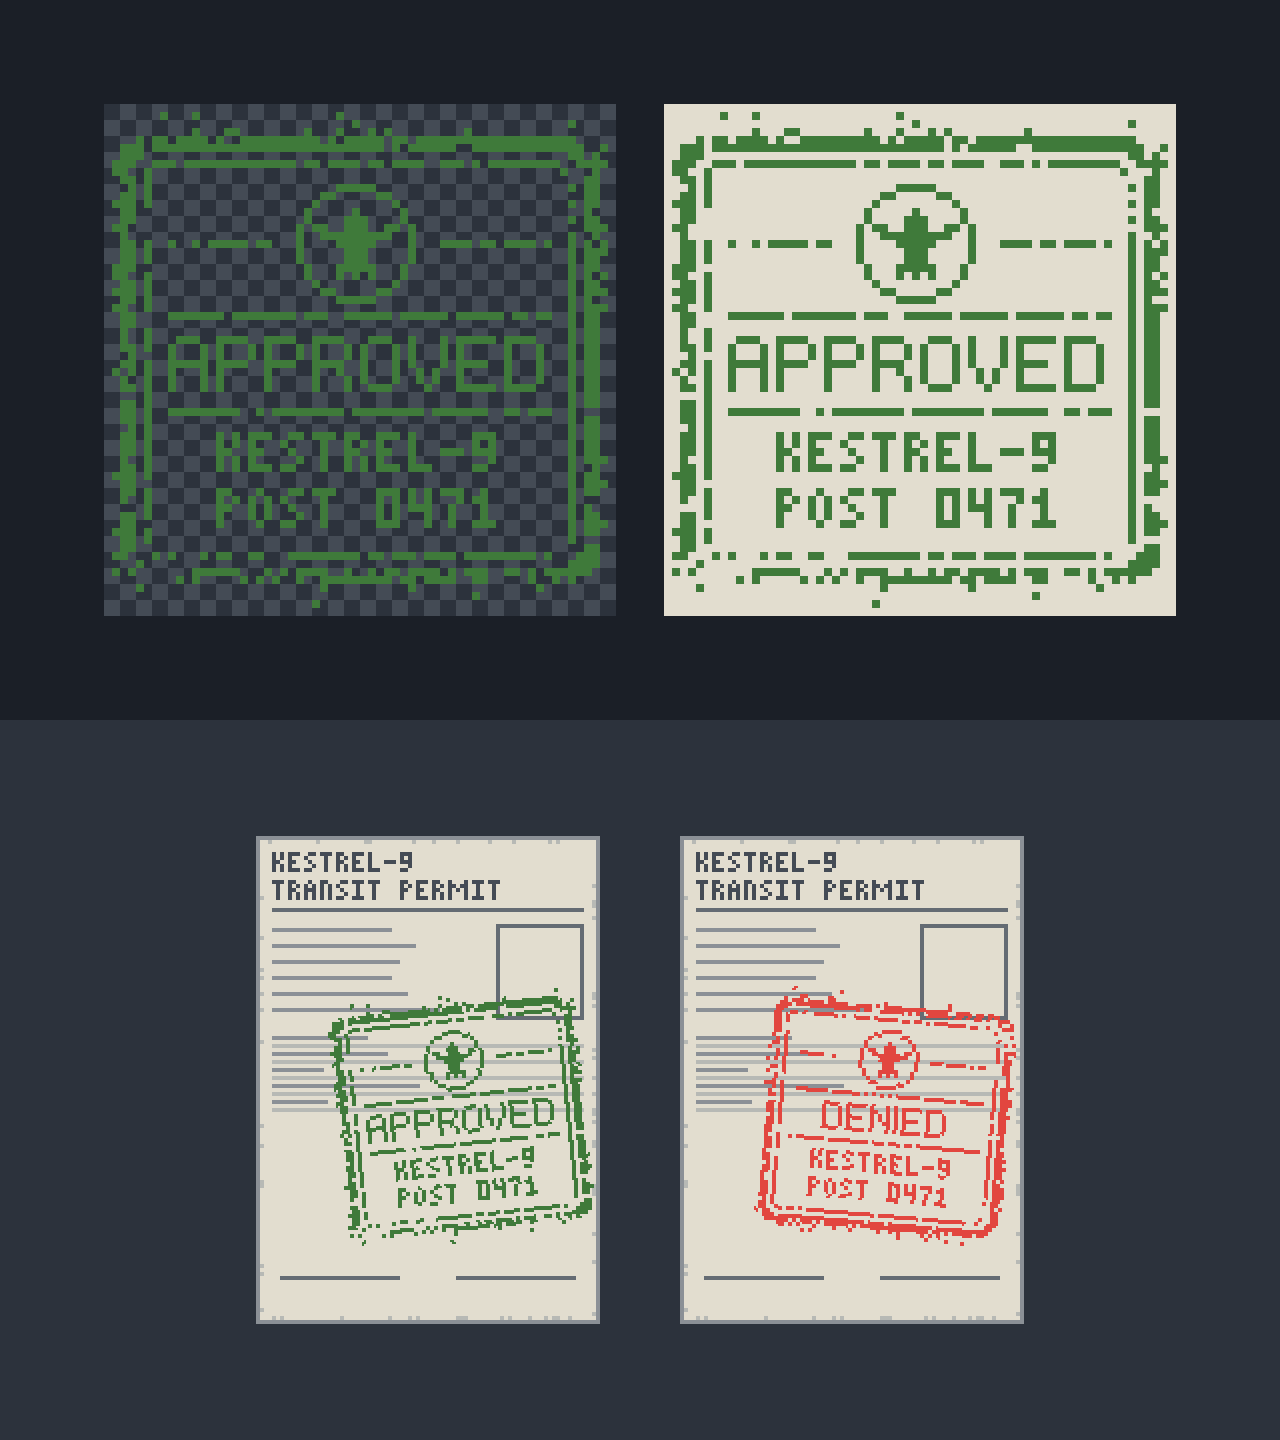 APPROVED
KESTREL-9
POST 0471
APPROVED
KESTREL-9
POST 0471
KESTREL-9
TRANSIT PERMIT
APPROVED
KESTREL-9
POST 0471
KESTREL-9
TRANSIT PERMIT
DENIED
KESTREL-9
POST 0471